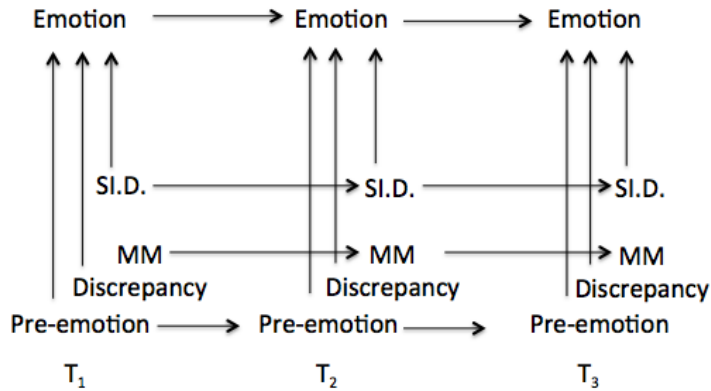 Emotion Emotion Emotion
SI.D. SI.D. SI.D.
MM MM MM
Discrepancy Discrepancy Discrepancy
Pre-emotion Pre-emotion Pre-emotion
T₁ T₂ T₃